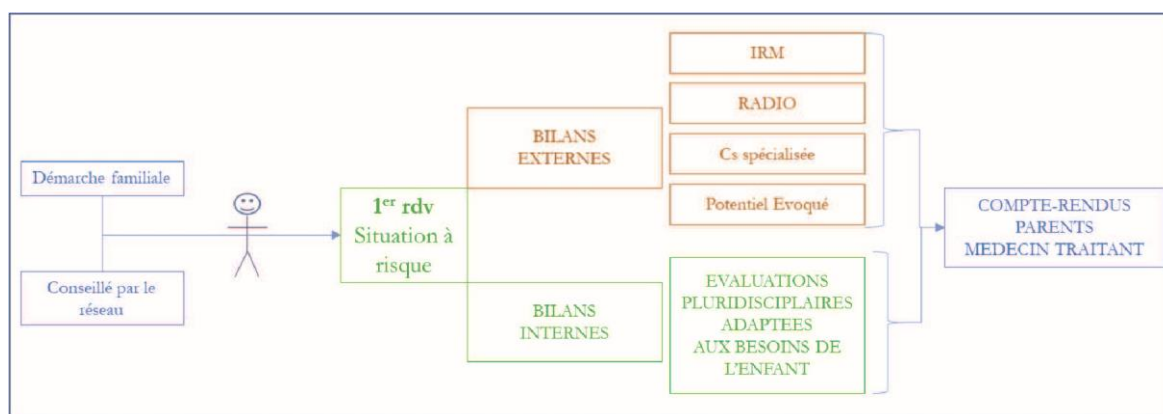 Démarche familiale
Conseillé par le
réseau
1er rdv
Situation à
risque
BILANS
EXTERNES
IRM
RADIO
Cs spécialisée
Potentiel Evoqué
BILANS
INTERNES
EVALUATIONS
PLURIDISCIPLAIRES
ADAPTEES
AUX BESOINS DE
L'ENFANT
COMPTE-RENDUS
PARENTS
MEDECIN TRAITANT